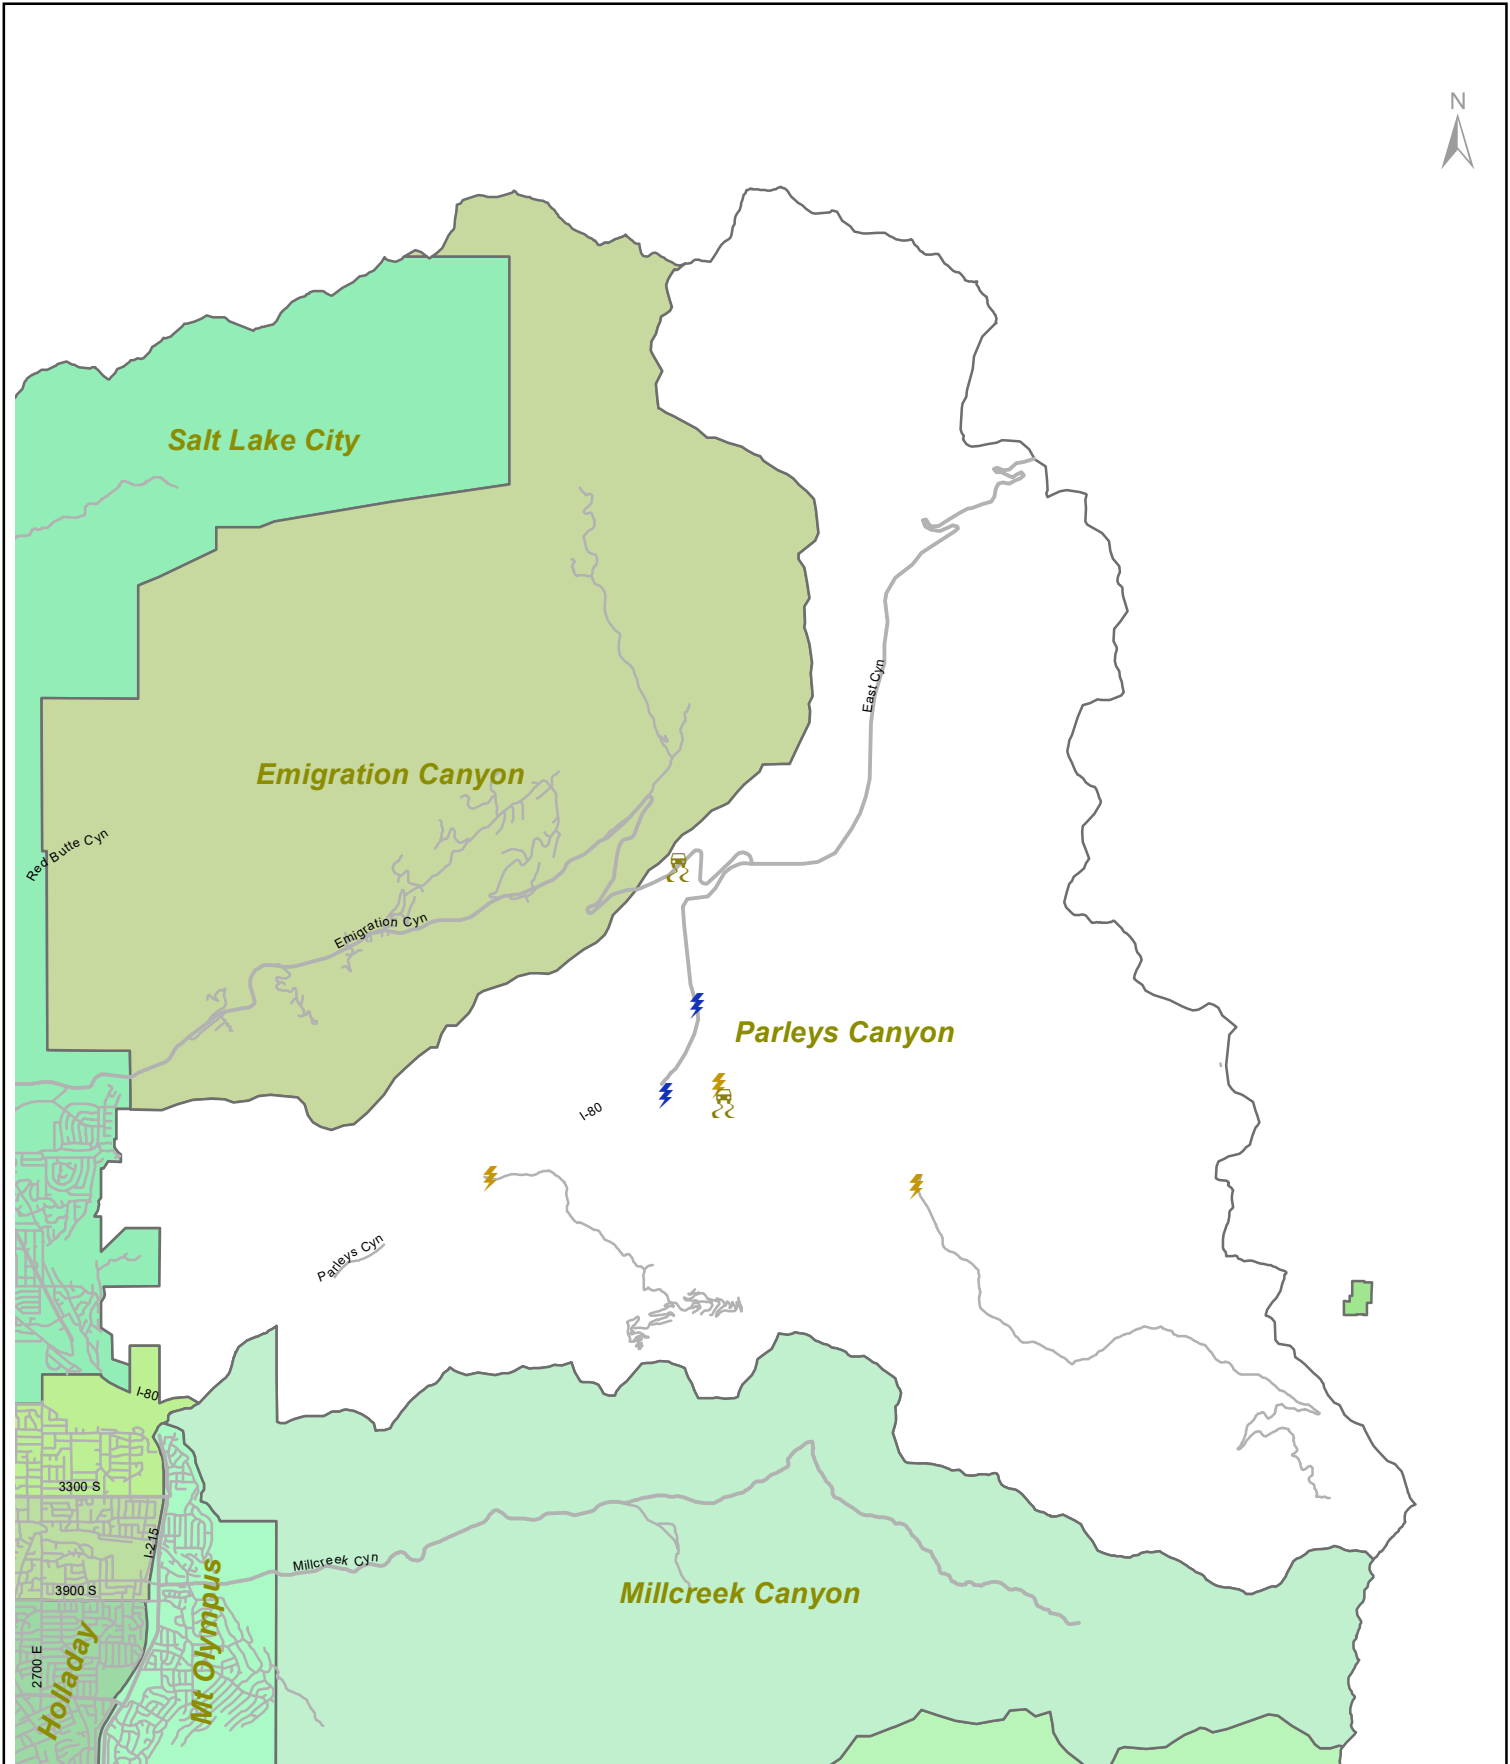 N
Salt Lake City
East Cyn
Emigration Canyon
Red Butte Cyn
Emigration Cyn
Parleys Canyon
I-80
Parleys Cyn
I-80
3300 S
I-215
Millcreek Cyn
3900 S
Millcreek Canyon
Mt Olympus
Holladay
2700 E